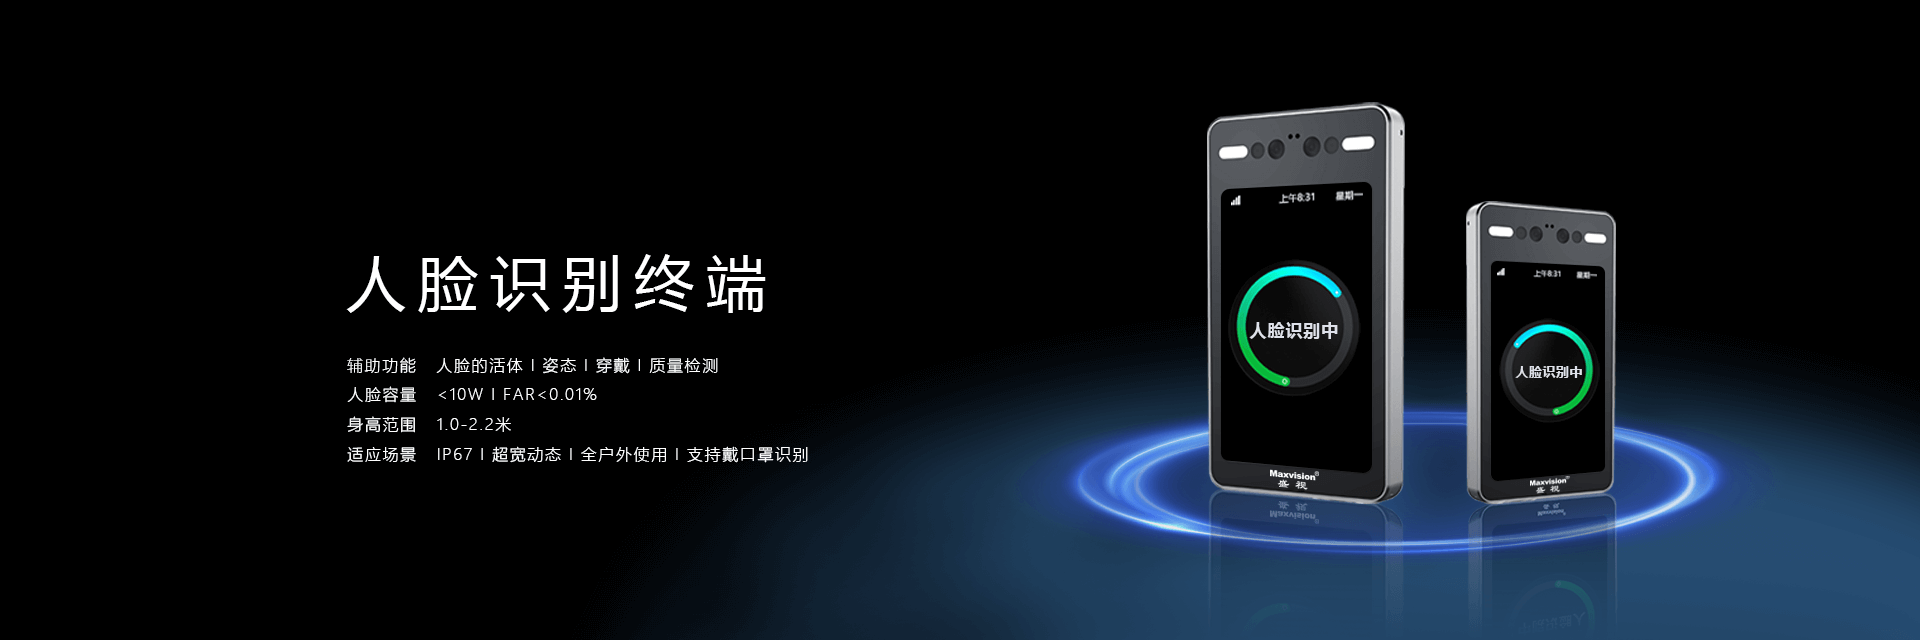 人脸识别终端
辅助功能 人脸的活体 | 姿态 | 穿戴 | 质量检测
人脸容量 <10W | FAR<0.01%
身高范围 1.0-2.2米
适应场景 IP67 | 超宽动态 | 全户外使用 | 支持戴口罩识别
上午8:31 星期一
人脸识别中
Maxvision®
盛视
上午8:31 星期一
人脸识别中
Maxvision®
盛视